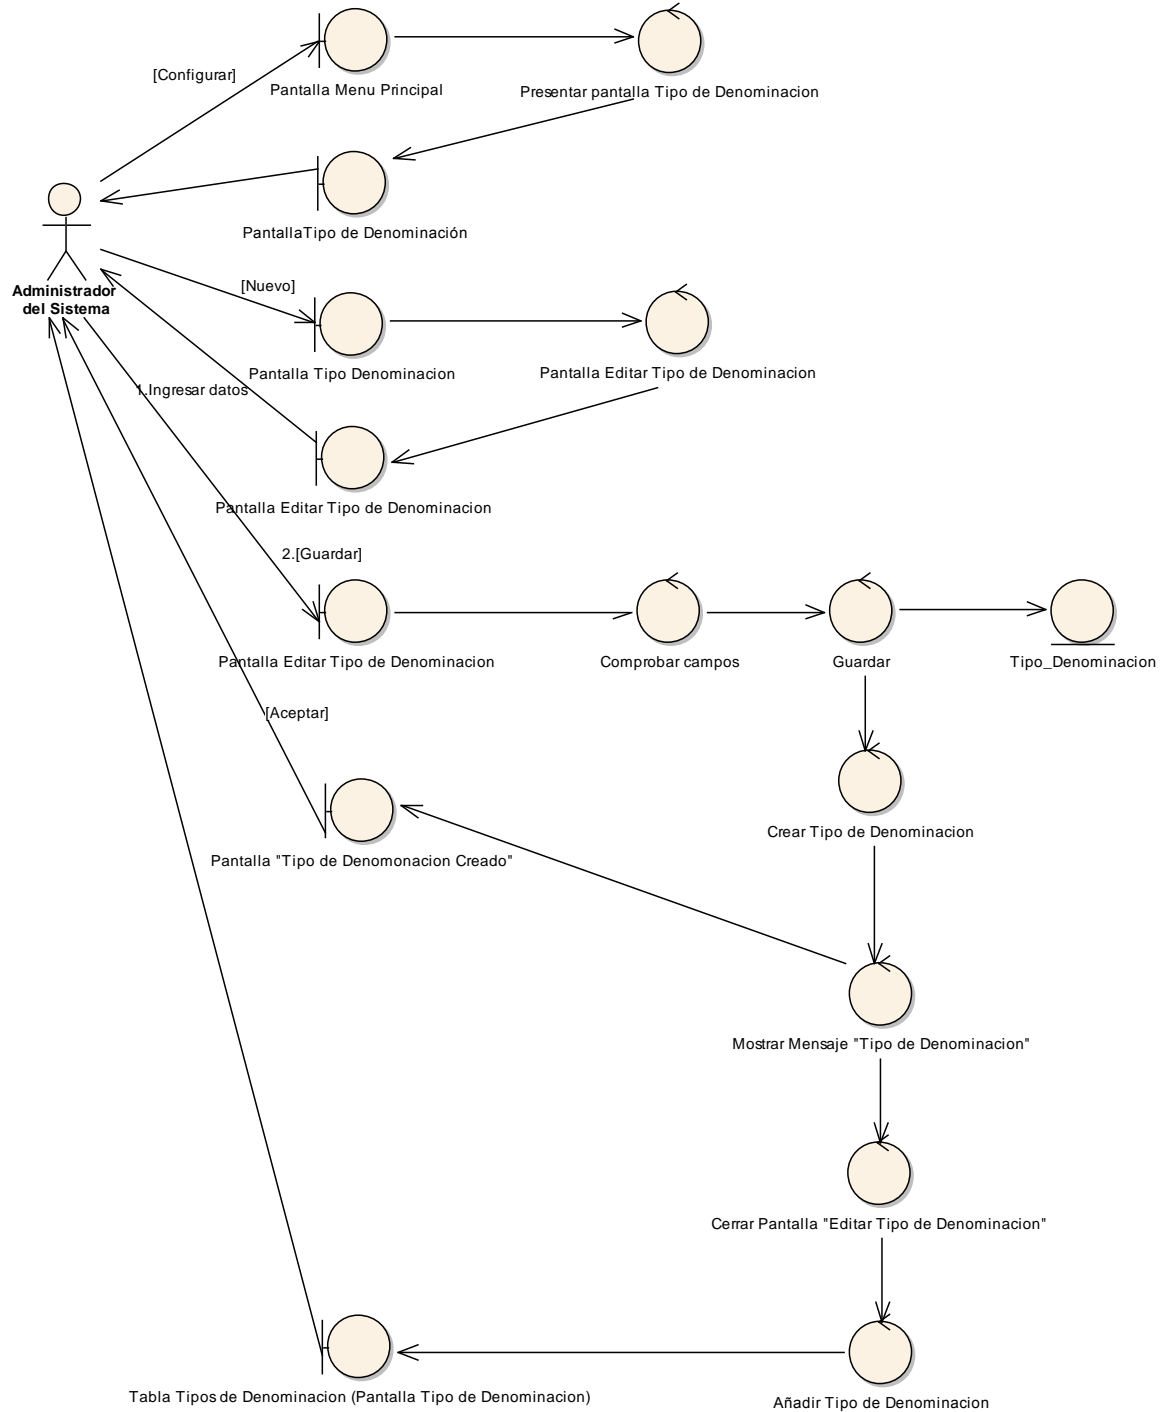 [Configurar]
Pantalla Menu Principal
Presentar pantalla Tipo de Denominacion
PantallaTipo de Denominación
Administrador
del Sistema
[Nuevo]
Pantalla Tipo Denominacion
Pantalla Editar Tipo de Denominacion
1.Ingresar datos
Pantalla Editar Tipo de Denominacion
2.[Guardar]
Pantalla Editar Tipo de Denominacion
Comprobar campos
Guardar
Tipo_Denominacion
[Aceptar]
Crear Tipo de Denominacion
Pantalla "Tipo de Denomonacion Creado"
Mostrar Mensaje "Tipo de Denominacion"
Cerrar Pantalla "Editar Tipo de Denominacion"
Tabla Tipos de Denominacion (Pantalla Tipo de Denominacion)
Añadir Tipo de Denominacion